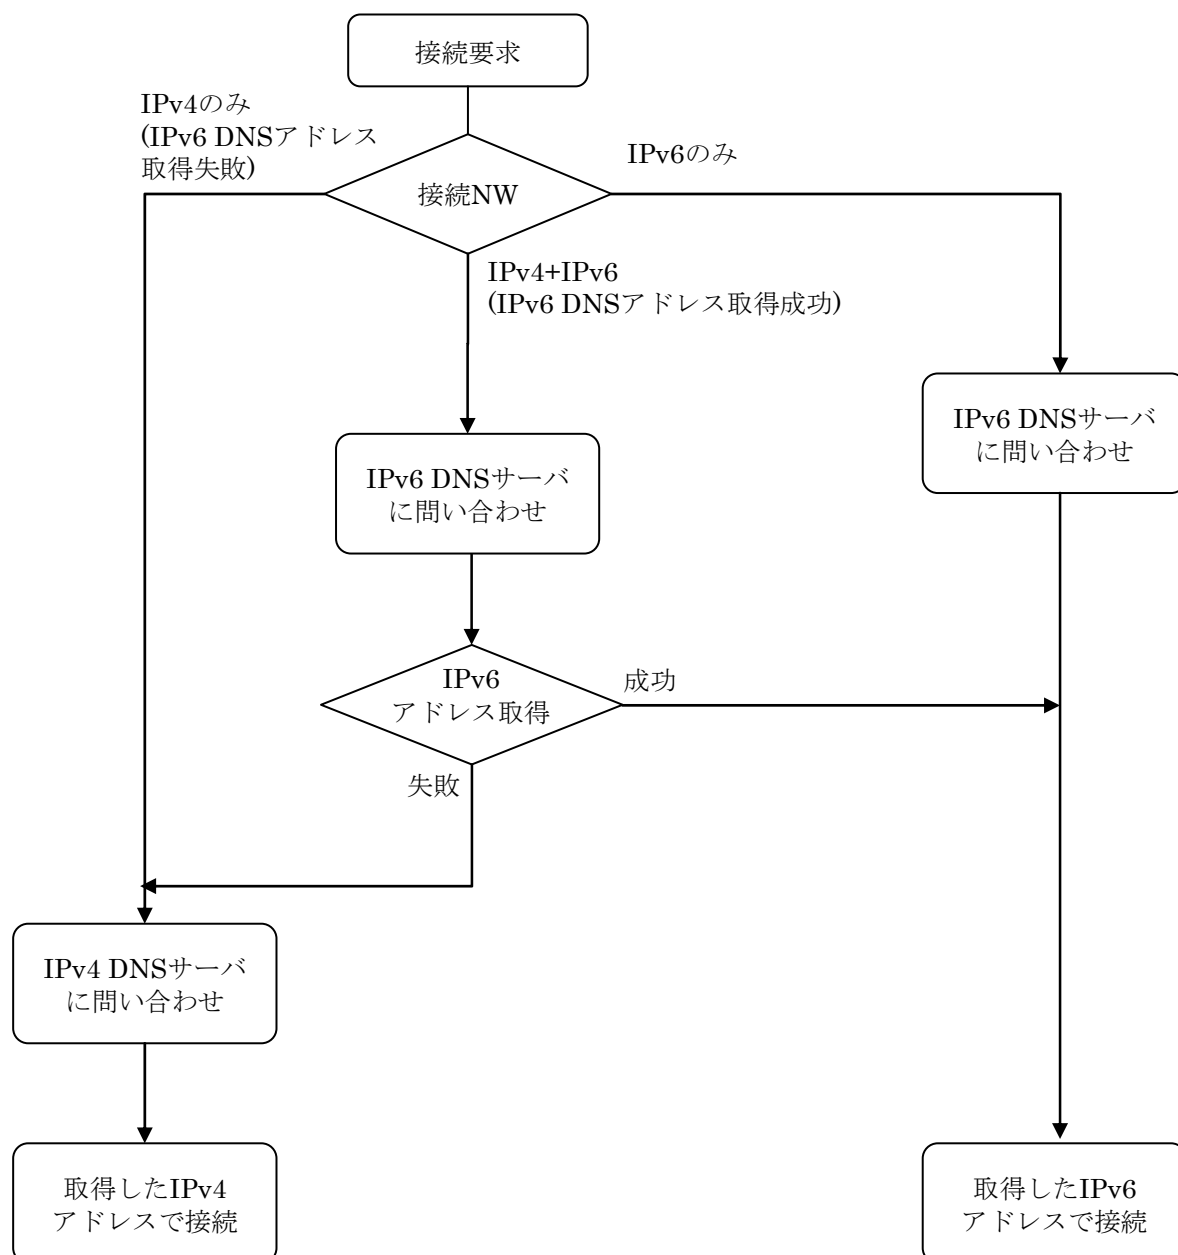 接続要求
IPv4のみ
(IPv6 DNSアドレス
取得失敗)
IPv6のみ
接続NW
IPv4+IPv6
(IPv6 DNSアドレス取得成功)
IPv6 DNSサーバ
に問い合わせ
IPv6 DNSサーバ
に問い合わせ
IPv6
アドレス取得
成功
失敗
IPv4 DNSサーバ
に問い合わせ
取得したIPv4
アドレスで接続
取得したIPv6
アドレスで接続